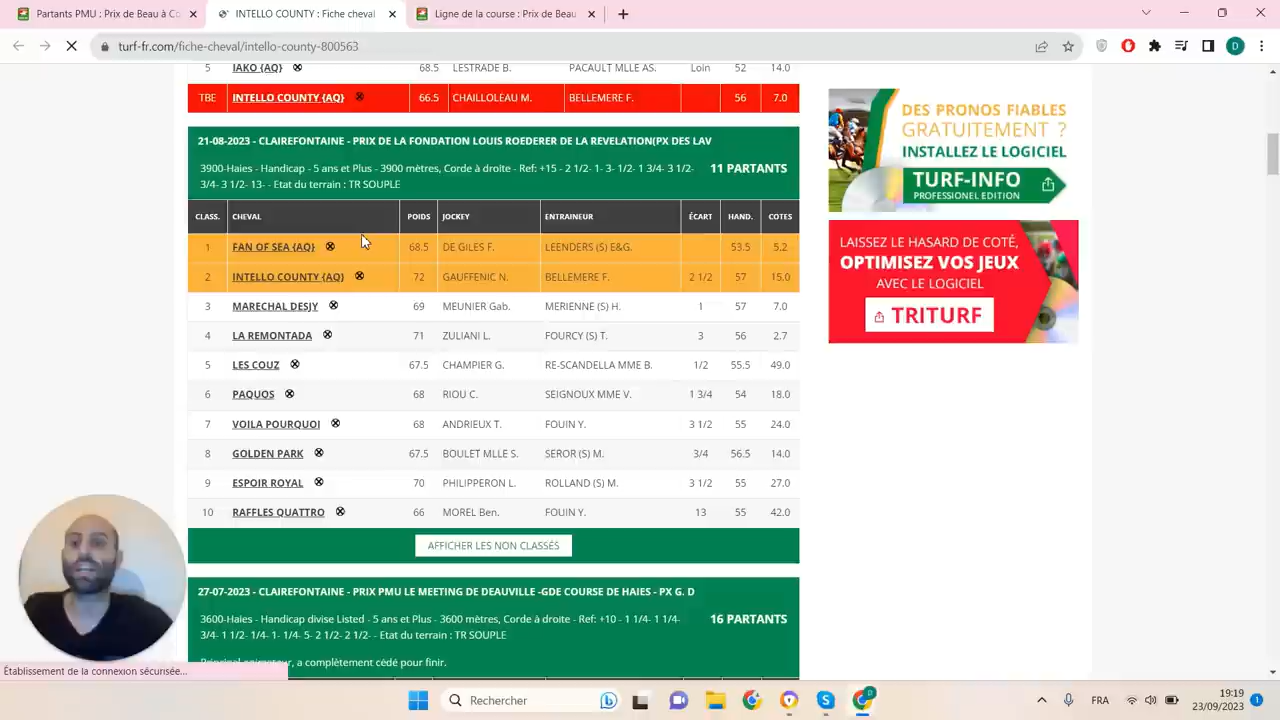 Partants du Prix
INTELLO COUNTY - Fiche cheval
Prix de Beau
turf-fr.com/fiche-cheval/intello-county-800563
D
5 IAKO {AQ} 68.5 LESTRADE B. PACAULT MLLE AS. Loin 52 14.0
TBE INTELLO COUNTY {AQ} 66.5 CHAILLOLEAU M. BELLEMERE F. 56 7.0
21-08-2023 - CLAIREFONTAINE - PRIX DE LA FONDATION LOUIS ROEDERER DE LA REVELATION(PX DES LAV
3900-Haies - Handicap - 5 ans et Plus - 3900 mètres, Corde à droite - Ref: +15 - 2 1/2- 1- 3- 1/2- 1 3/4- 3 1/2-
3/4- 3 1/2- 13- - Etat du terrain : TR SOUPLE
11 PARTANTS
CLASS. CHEVAL POIDS JOCKEY ENTRAINEUR ÉCART HAND. COTES
1 FAN OF SEA {AQ} 68.5 DE GILES F. LEENDERS (S) E&G. 53.5 5.2
2 INTELLO COUNTY {AQ} 72 GAUFFENIC N. BELLEMERE F. 2 1/2 57 15.0
3 MARECHAL DESJY 69 MEUNIER Gab. MERIENNE (S) H. 1 57 7.0
4 LA REMONTADA 71 ZULIANI L. FOURCY (S) T. 3 56 2.7
5 LES COUZ 67.5 CHAMPIER G. RE-SCANDELLA MME B. 1/2 55.5 49.0
6 PAQUOS 68 RIOU C. SEIGNOUX MME V. 1 3/4 54 18.0
7 VOILA POURQUOI 68 ANDRIEUX T. FOUIN Y. 3 1/2 55 24.0
8 GOLDEN PARK 67.5 BOULET MLLE S. SEROR (S) M. 3/4 56.5 14.0
9 ESPOIR ROYAL 70 PHILIPPERON L. ROLLAND (S) M. 3 1/2 55 27.0
10 RAFFLES QUATTRO 66 MOREL Ben. FOUIN Y. 13 55 42.0
AFFICHER LES NON CLASSÉS
27-07-2023 - CLAIREFONTAINE - PRIX PMU LE MEETING DE DEAUVILLE -GDE COURSE DE HAIES - PX G. D
3600-Haies - Handicap divise Listed - 5 ans et Plus - 3600 mètres, Corde à droite - Ref: +10 - 1 1/4- 1 1/4-
3/4- 1 1/2- 1/4- 1- 1/4- 5- 2 1/2- 2 1/2- - Etat du terrain : TR SOUPLE
16 PARTANTS
Principal animateur, a complètement cédé pour finir.
DES PRONOS FIABLES
GRATUITEMENT ?
INSTALLEZ LE LOGICIEL
TURF-INFO
PROFESSIONEL EDITION
LAISSEZ LE HASARD DE COTÉ,
OPTIMISEZ VOS JEUX
AVEC LE LOGICIEL
TRITURF
Établissement de la connexion sécurisée...
Rechercher
FRA
19:19
23/09/2023